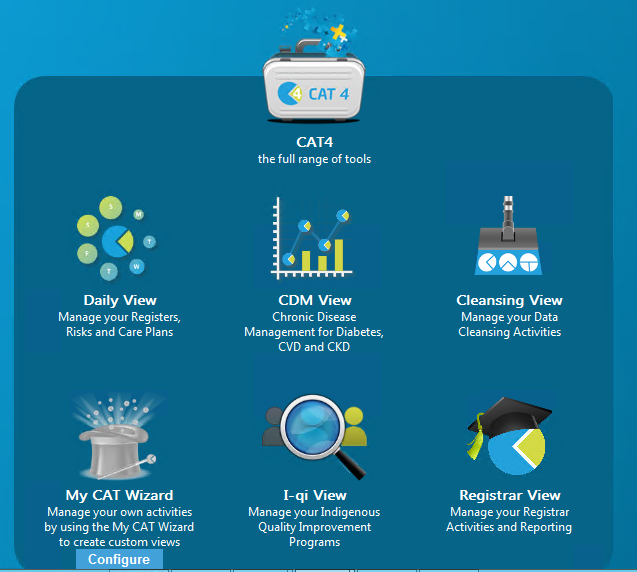 4 CAT 4
CAT4
the full range of tools
S
M
S
T
F
W
T
Daily View
Manage your Registers,
Risks and Care Plans
CDM View
Chronic Disease
Management for Diabetes,
CVD and CKD
Cleansing View
Manage your Data
Cleansing Activities
My CAT Wizard
Manage your own activities
by using the My CAT Wizard
to create custom views
Configure
I-qi View
Manage your Indigenous
Quality Improvement
Programs
Registrar View
Manage your Registrar
Activities and Reporting